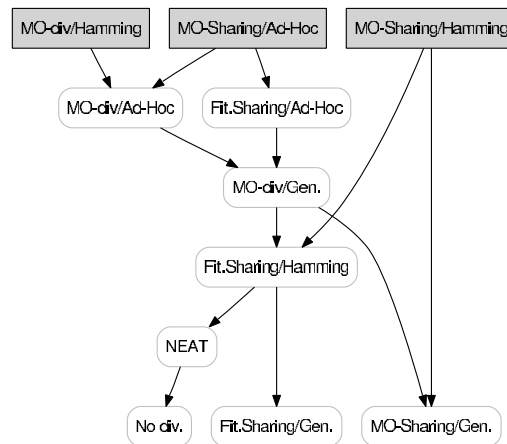 MO-div/Hamming
MO-Sharing/Ad-Hoc
MO-Sharing/Hamming
MO-div/Ad-Hoc
Fit.Sharing/Ad-Hoc
MO-div/Gen.
Fit.Sharing/Hamming
NEAT
No div.
Fit.Sharing/Gen.
MO-Sharing/Gen.